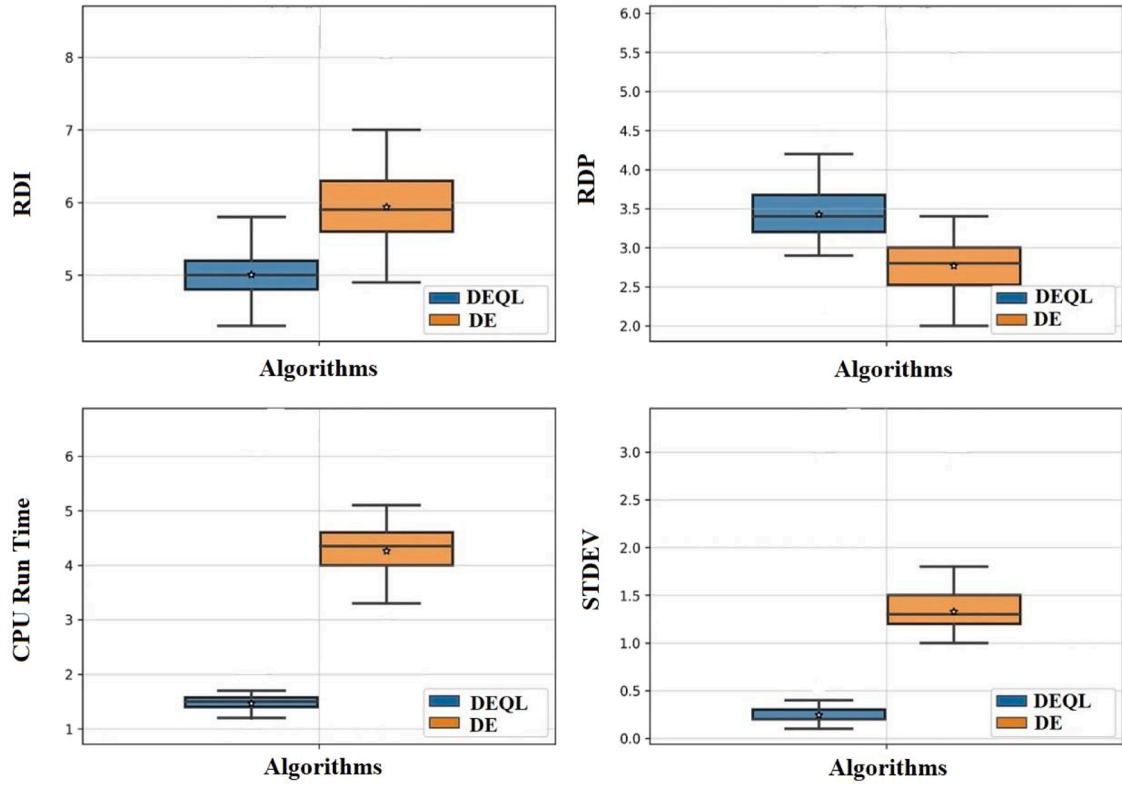 RDI
8
7
6
5
DEQL
DE
Algorithms
RDP
6.0
5.5
5.0
4.5
4.0
3.5
3.0
2.5
2.0
DEQL
DE
Algorithms
CPU Run Time
6
5
4
3
2
1
DEQL
DE
Algorithms
STDEV
3.0
2.5
2.0
1.5
1.0
0.5
0.0
DEQL
DE
Algorithms